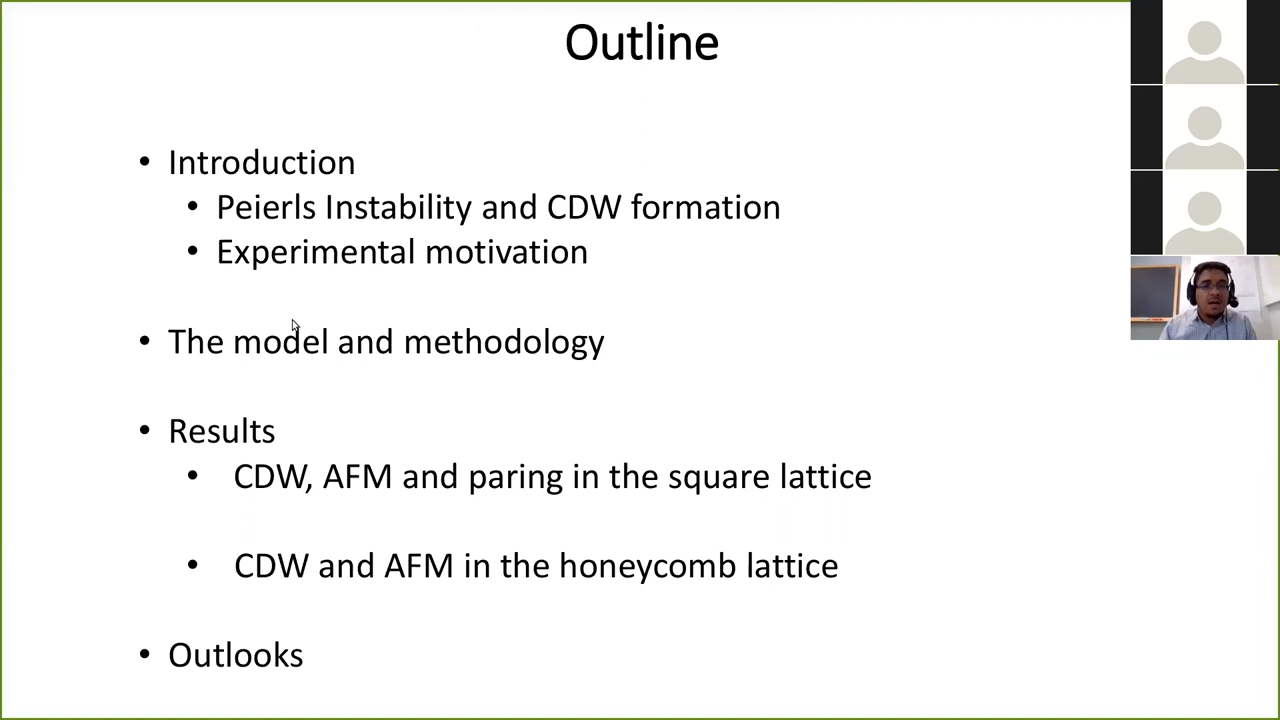 Outline
• Introduction
• Peierls Instability and CDW formation
• Experimental motivation
• The model and methodology
• Results
• CDW, AFM and paring in the square lattice
• CDW and AFM in the honeycomb lattice
• Outlooks